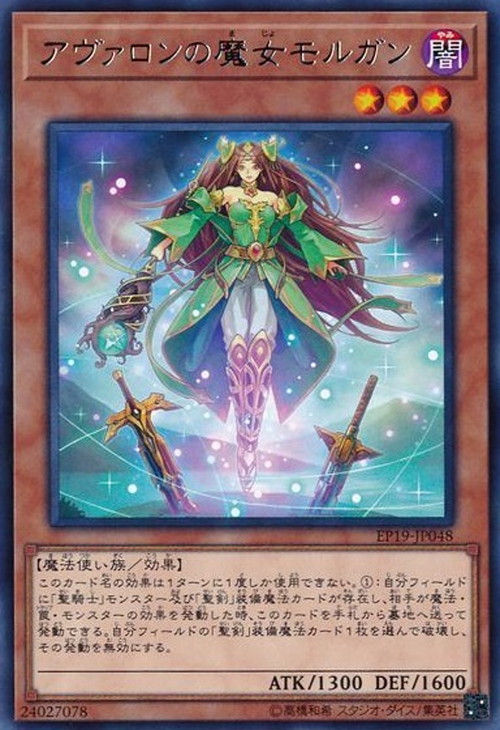 アヴァロンの魔女モルガン
闇
EP19-JP048
【魔法使い族／効果】
このカード名の効果は1ターンに1度しか使用できない。①：自分フィールド
に「聖騎士」モンスター及び「聖剣」装備魔法カードが存在し、相手が魔法・
罠・モンスターの効果を発動した時、このカードを手札から墓地へ送って
発動できる。自分フィールドの「聖剣」装備魔法カード1枚を選んで破壊し、
その発動を無効にする。
ATK/1300 DEF/1600
24027078
©高橋和希 スタジオ・ダイス/集英社